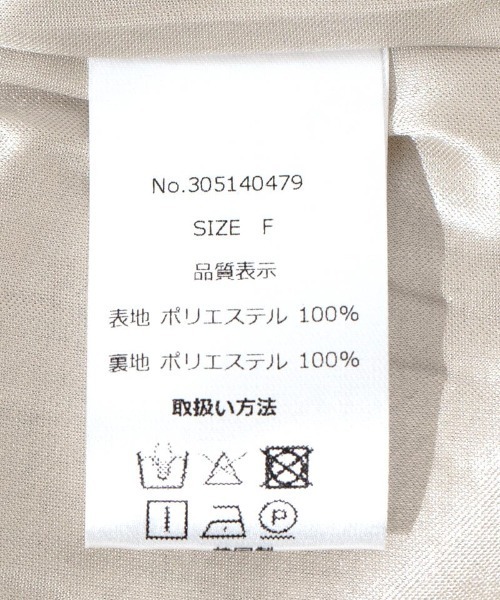 No.305140479
SIZE F
品質表示
表地 ポリエステル 100%
裏地 ポリエステル 100%
取扱い方法
P